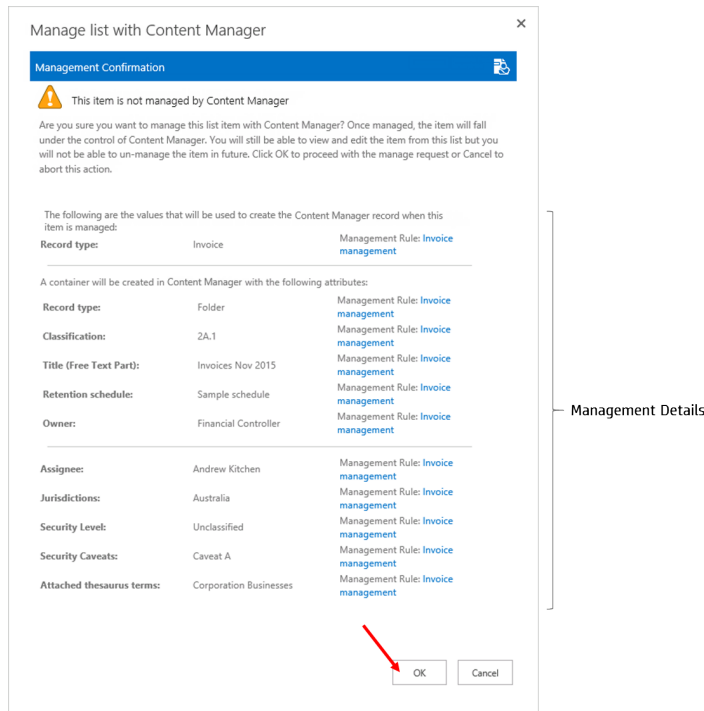 Manage list with Content Manager
Management Confirmation
This item is not managed by Content Manager
Are you sure you want to manage this list item with Content Manager? Once managed, the item will fall
under the control of Content Manager. You will still be able to view and edit the item from this list but you
will not be able to un-manage the item in future. Click OK to proceed with the manage request or Cancel to
abort this action.
The following are the values that will be used to create the Content Manager record when this
item is managed:
Record type: Invoice Management Rule: Invoice
management
A container will be created in Content Manager with the following attributes:
Record type: Folder Management Rule: Invoice
management
Classification: 2A.1 Management Rule: Invoice
management
Title (Free Text Part): Invoices Nov 2015 Management Rule: Invoice
management
Retention schedule: Sample schedule Management Rule: Invoice
management
Owner: Financial Controller Management Rule: Invoice
management
Management Details
Assignee: Andrew Kitchen Management Rule: Invoice
management
Jurisdictions: Australia Management Rule: Invoice
management
Security Level: Unclassified Management Rule: Invoice
management
Security Caveats: Caveat A Management Rule: Invoice
management
Attached thesaurus terms: Corporation Businesses Management Rule: Invoice
management
OK Cancel